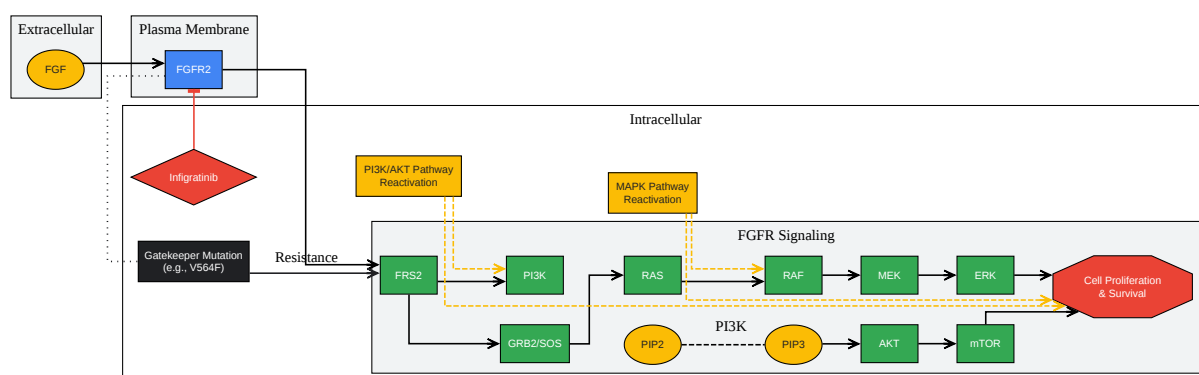 Extracellular
Plasma Membrane
FGF
FGFR2
Intracellular
Infigratinib
PI3K/AKT Pathway
Reactivation
MAPK Pathway
Reactivation
FGFR Signaling
Gatekeeper Mutation
(e.g., V564F)
Resistance
FRS2
PI3K
RAS
RAF
MEK
ERK
Cell Proliferation
& Survival
GRB2/SOS
PIP2
PI3K
PIP3
AKT
mTOR